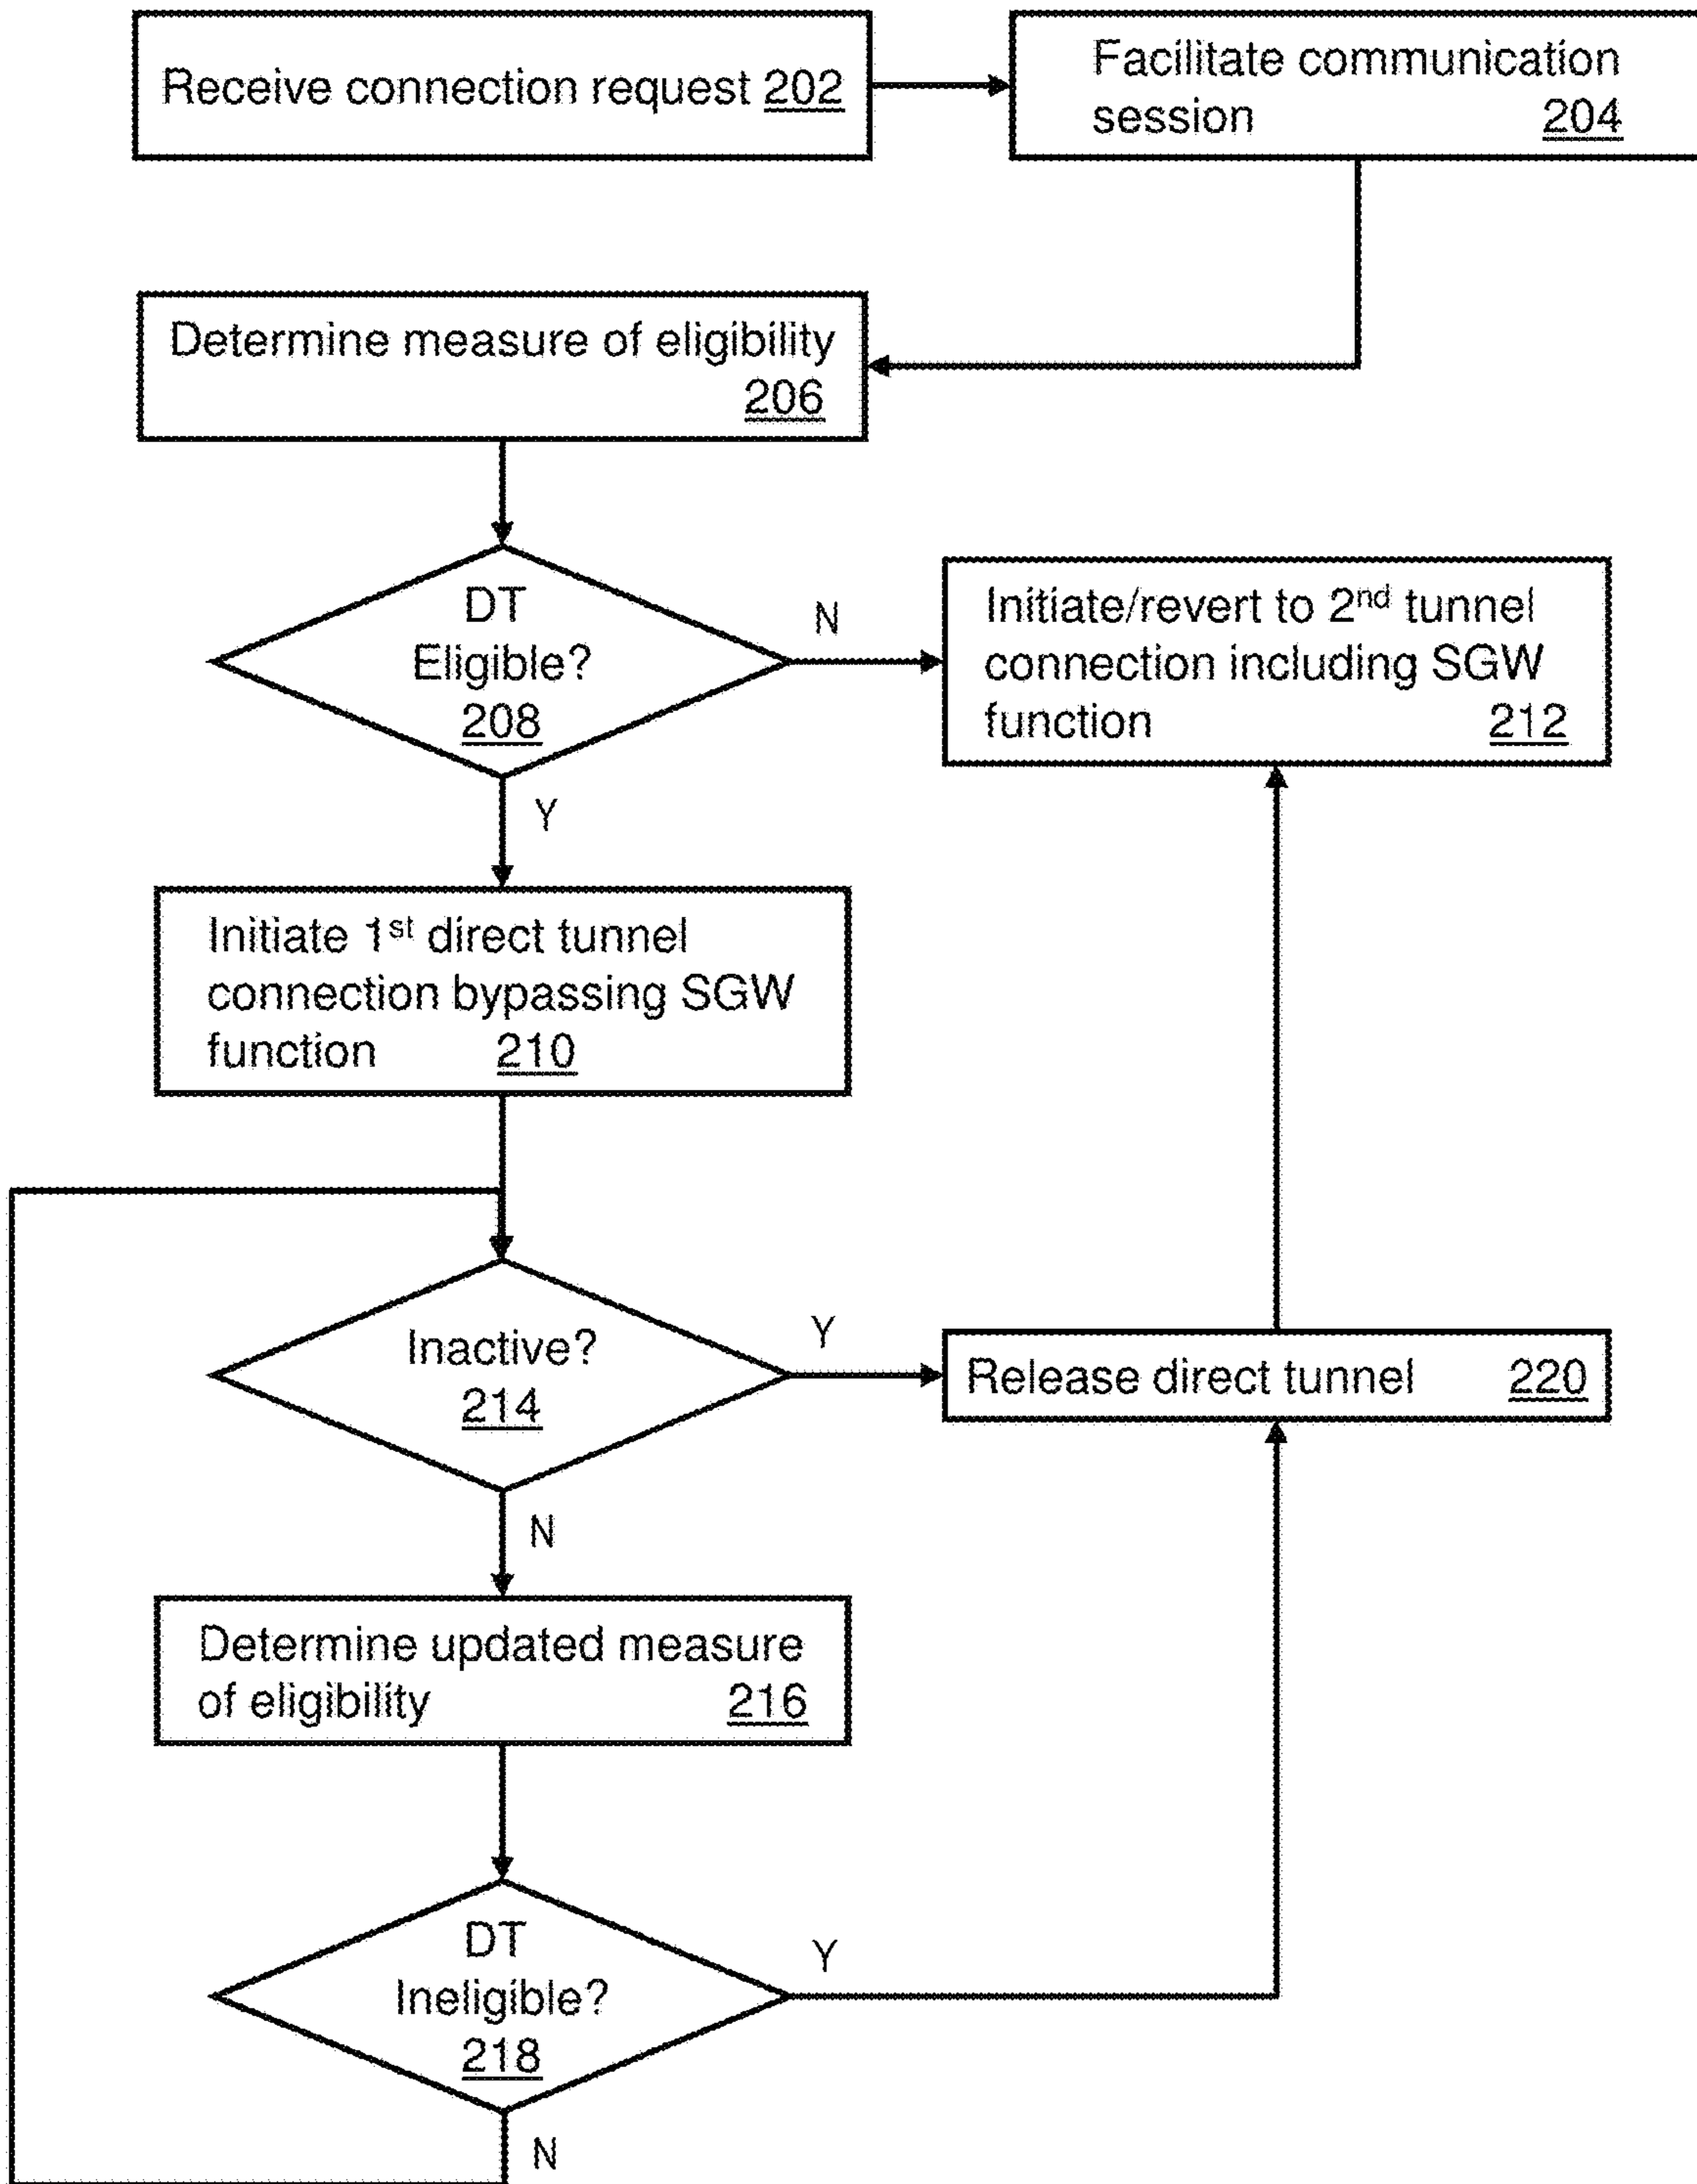 Receive connection request 202
Facilitate communication
session 204
Determine measure of eligibility
206
DT
Eligible?
208
N
Initiate/revert to 2nd tunnel
connection including SGW
function 212
Y
Initiate 1st direct tunnel
connection bypassing SGW
function 210
Inactive?
214
Y
Release direct tunnel 220
N
Determine updated measure
of eligibility 216
DT
Ineligible?
218
Y
N